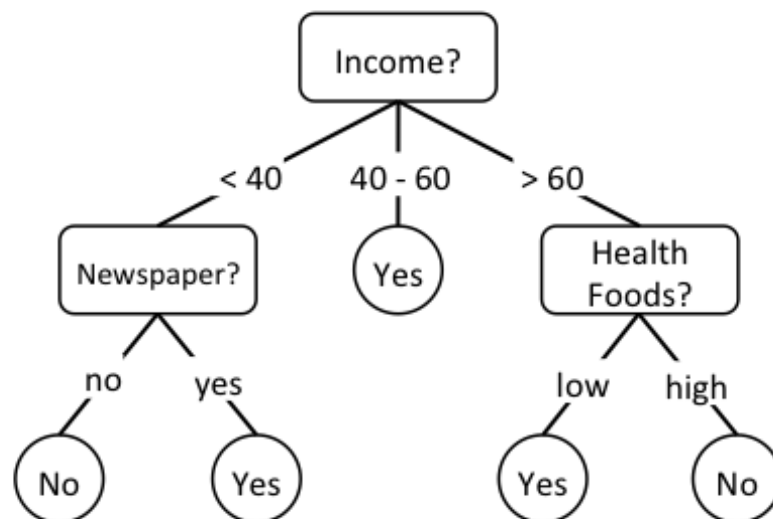 Income?
< 40
40 - 60
> 60
Newspaper?
Yes
Health
Foods?
no
yes
low
high
No
Yes
Yes
No